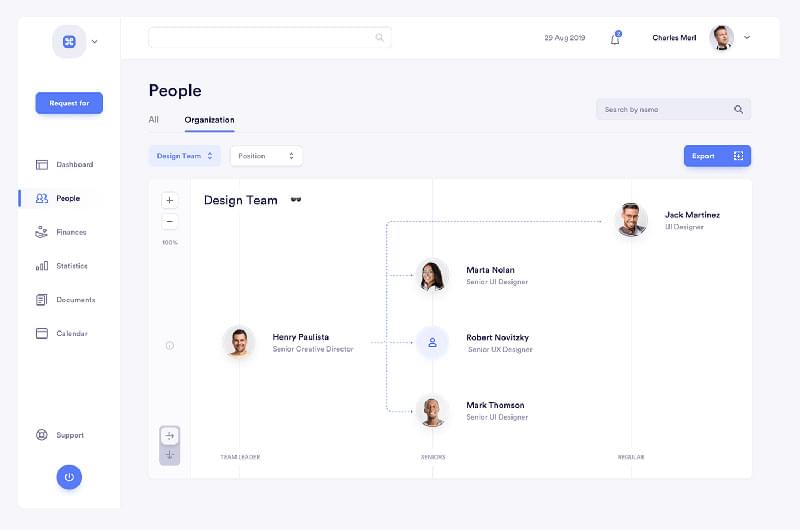 29 Aug 2019
2
Charles Merl
Request for
Dashboard
People
Finances
Statistics
Documents
Calendar
Support
People
All
Organization
Search by name
Design Team
Position
Export
100%
Design Team
Jack Martinez
UI Designer
Marta Nolan
Senior UI Designer
Henry Paulista
Senior Creative Director
Robert Novitzky
Senior UX Designer
Mark Thomson
Senior UI Designer
TEAM LEADER
SENIORS
REGULAR